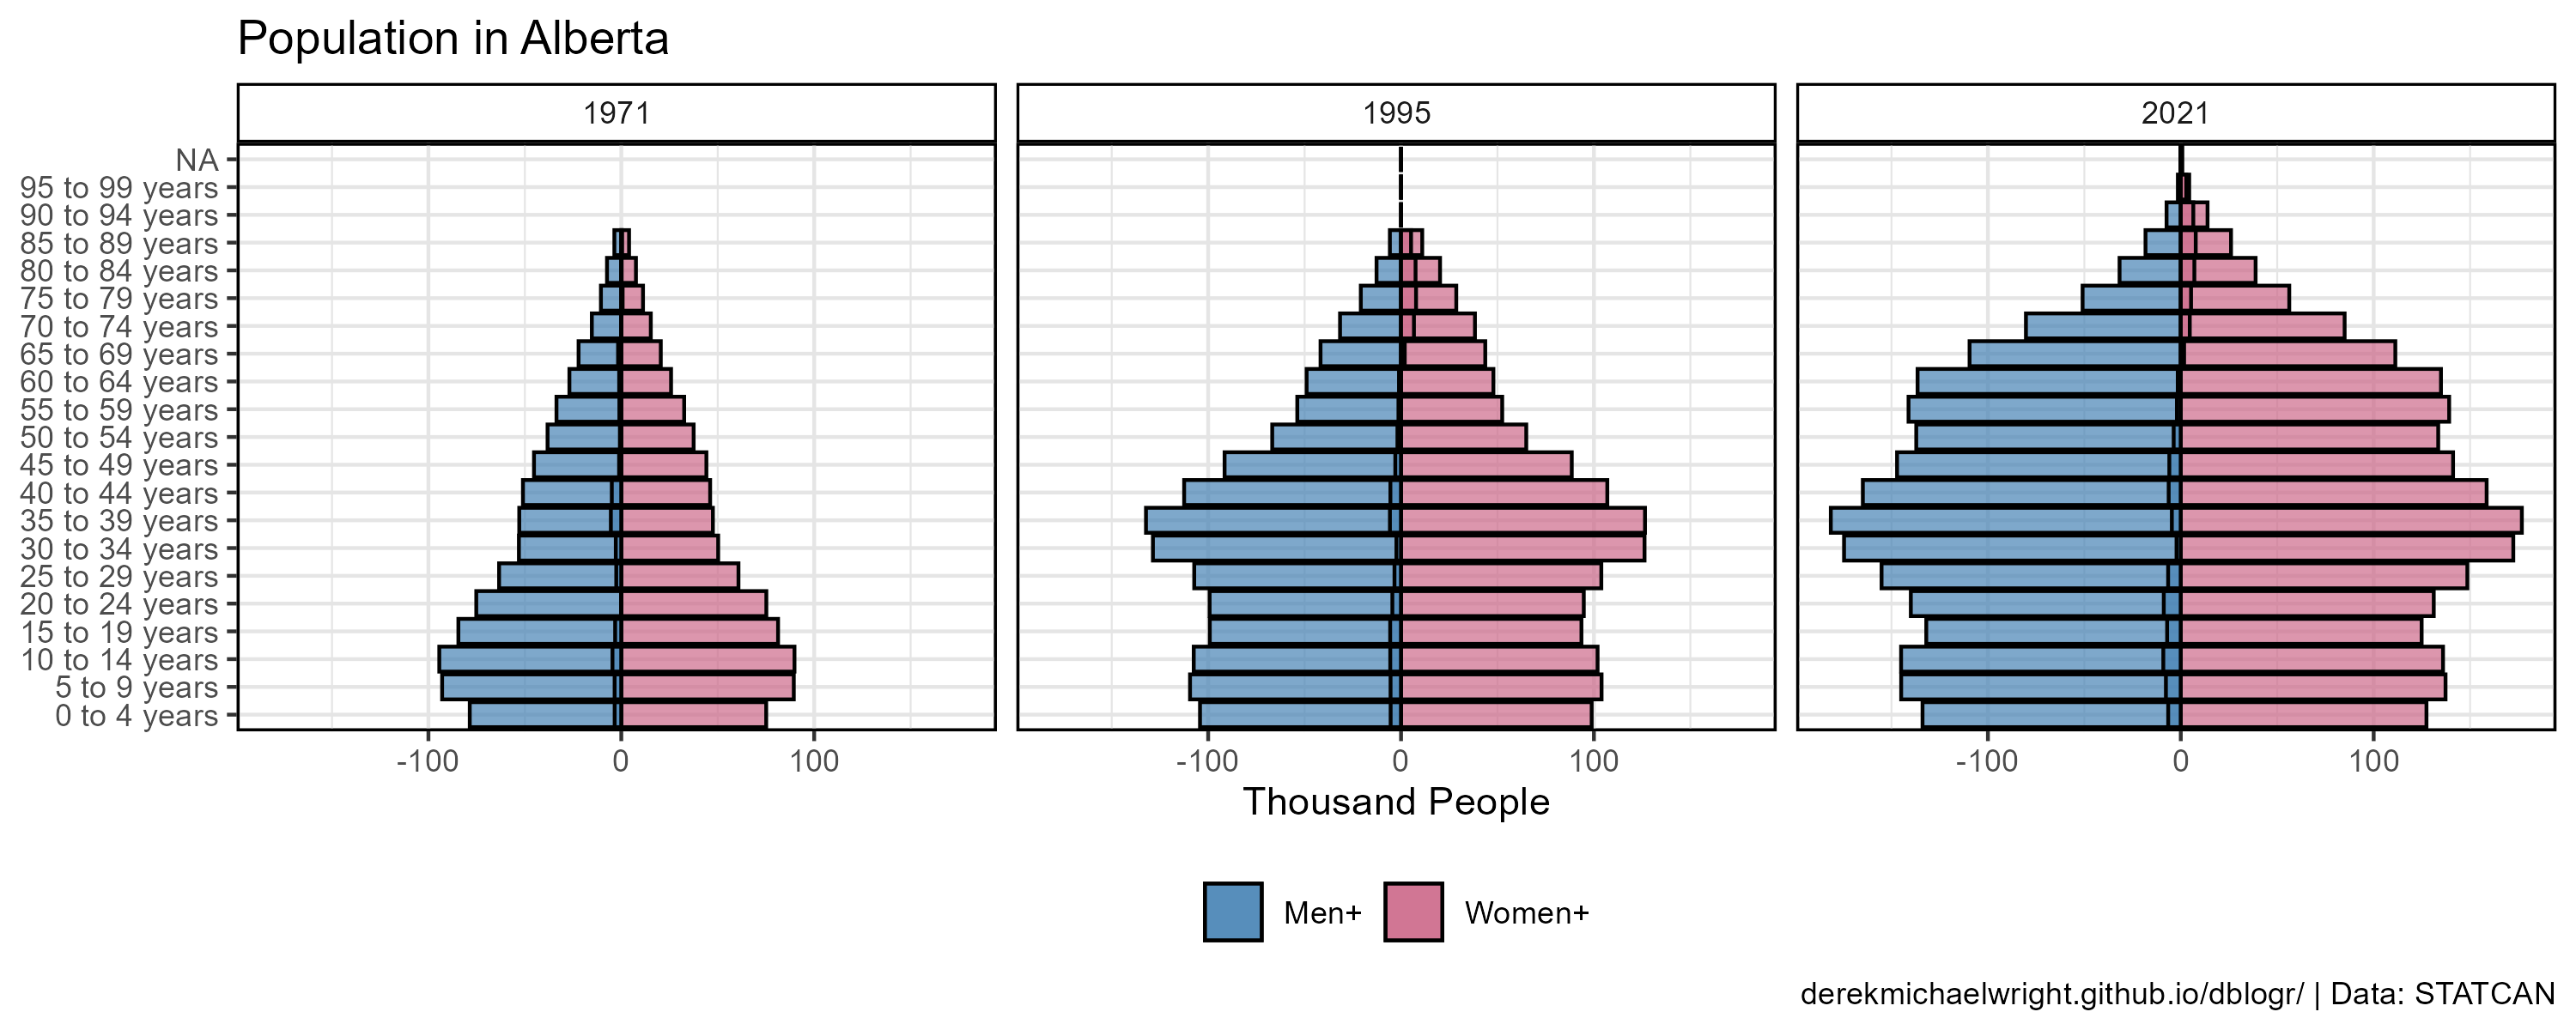 Population in Alberta
1971
1995
2021
NA
95 to 99 years
90 to 94 years
85 to 89 years
80 to 84 years
75 to 79 years
70 to 74 years
65 to 69 years
60 to 64 years
55 to 59 years
50 to 54 years
45 to 49 years
40 to 44 years
35 to 39 years
30 to 34 years
25 to 29 years
20 to 24 years
15 to 19 years
10 to 14 years
5 to 9 years
0 to 4 years
-100 0 100
-100 0 100
-100 0 100
Thousand People
Men+ Women+
derekmichaelwright.github.io/dblogr/ | Data: STATCAN